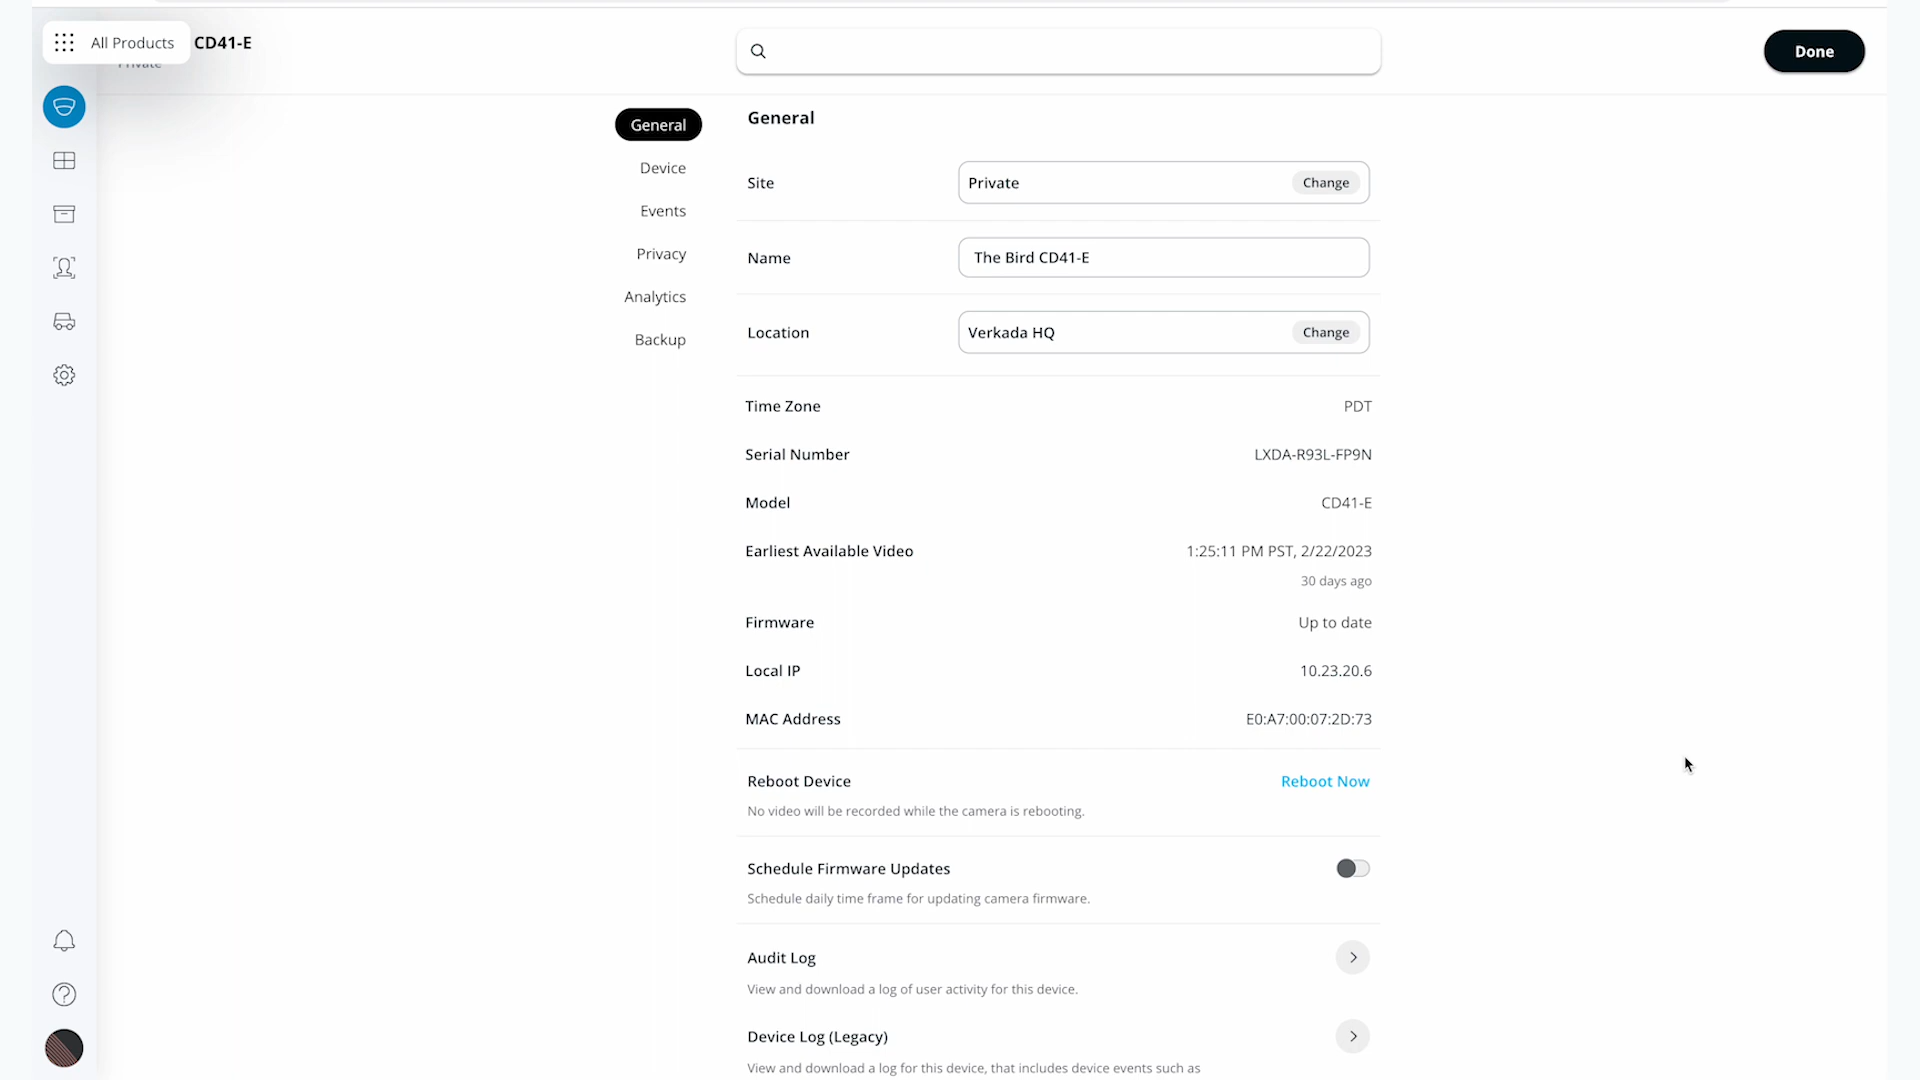 All Products
CD41-E
Private
Done
General
Device
Events
Privacy
Analytics
Backup
General
Site
Private
Change
Name
The Bird CD41-E
Location
Verkada HQ
Change
Time Zone
PDT
Serial Number
LXDA-R93L-FP9N
Model
CD41-E
Earliest Available Video
1:25:11 PM PST, 2/22/2023
30 days ago
Firmware
Up to date
Local IP
10.23.20.6
MAC Address
E0:A7:00:07:2D:73
Reboot Device
Reboot Now
No video will be recorded while the camera is rebooting.
Schedule Firmware Updates
Schedule daily time frame for updating camera firmware.
Audit Log
View and download a log of user activity for this device.
Device Log (Legacy)
View and download a log for this device, that includes device events such as